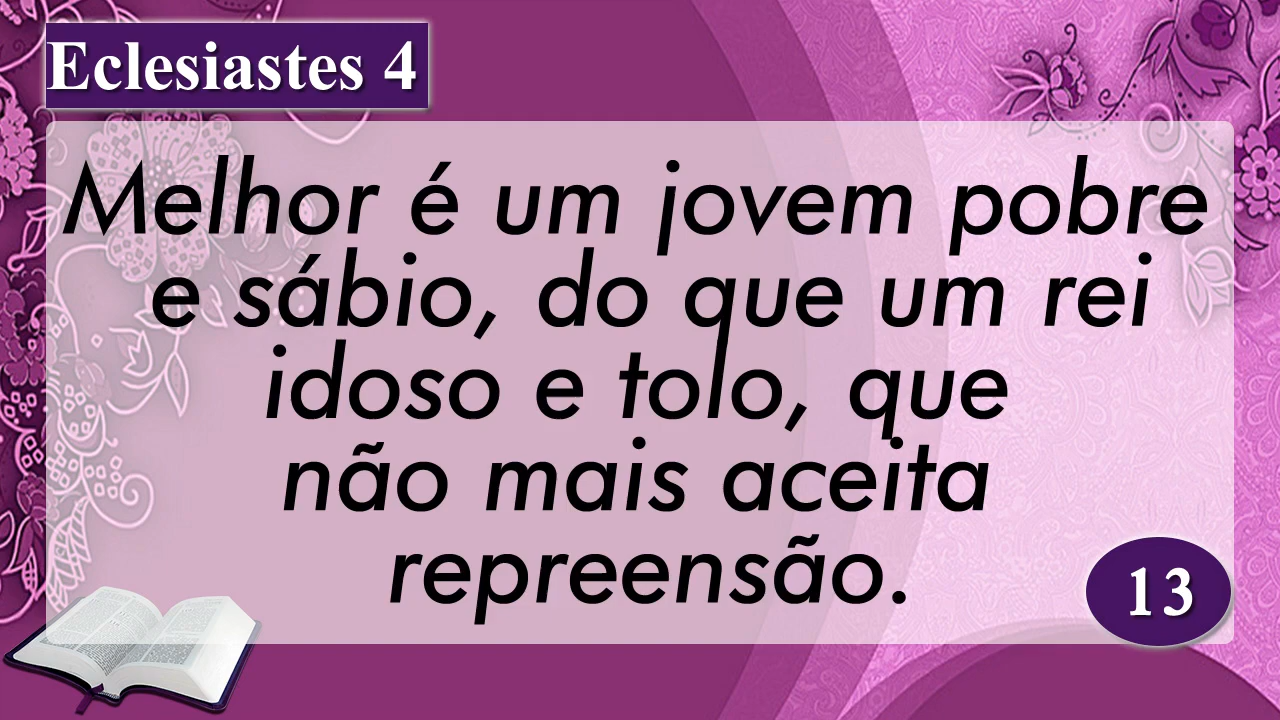 Eclesiastes 4
Melhor é um jovem pobre
e sábio, do que um rei
idoso e tolo, que
não mais aceita
repreensão.
13